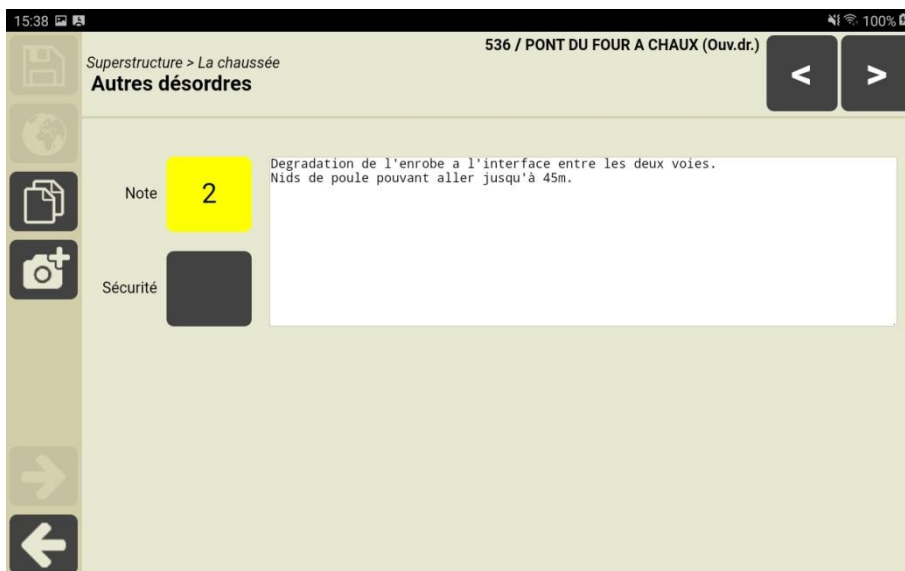 15:38
100%
536 / PONT DU FOUR A CHAUX (Ouv.dr.)
Superstructure > La chaussée
Autres désordres
<
>
Note
2
Degradation de l'enrobe a l'interface entre les deux voies.
Nids de poule pouvant aller jusqu'à 45m.
Sécurité